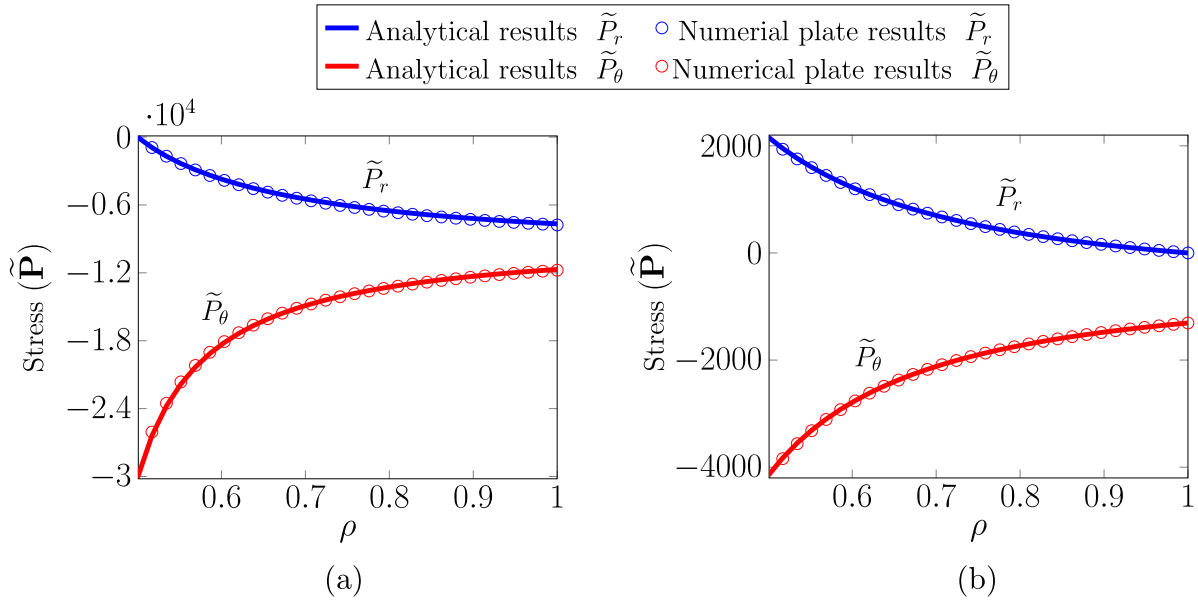 Analytical results P̃r Numerial plate results P̃r
Analytical results P̃θ Numerical plate results P̃θ
·10⁴
0
−0.6
−1.2
−1.8
−2.4
−3
Stress (P̃)
P̃r
P̃θ
0.6 0.7 0.8 0.9 1
ρ
(a)
2000
0
−2000
−4000
Stress (P̃)
P̃r
P̃θ
0.6 0.7 0.8 0.9 1
ρ
(b)